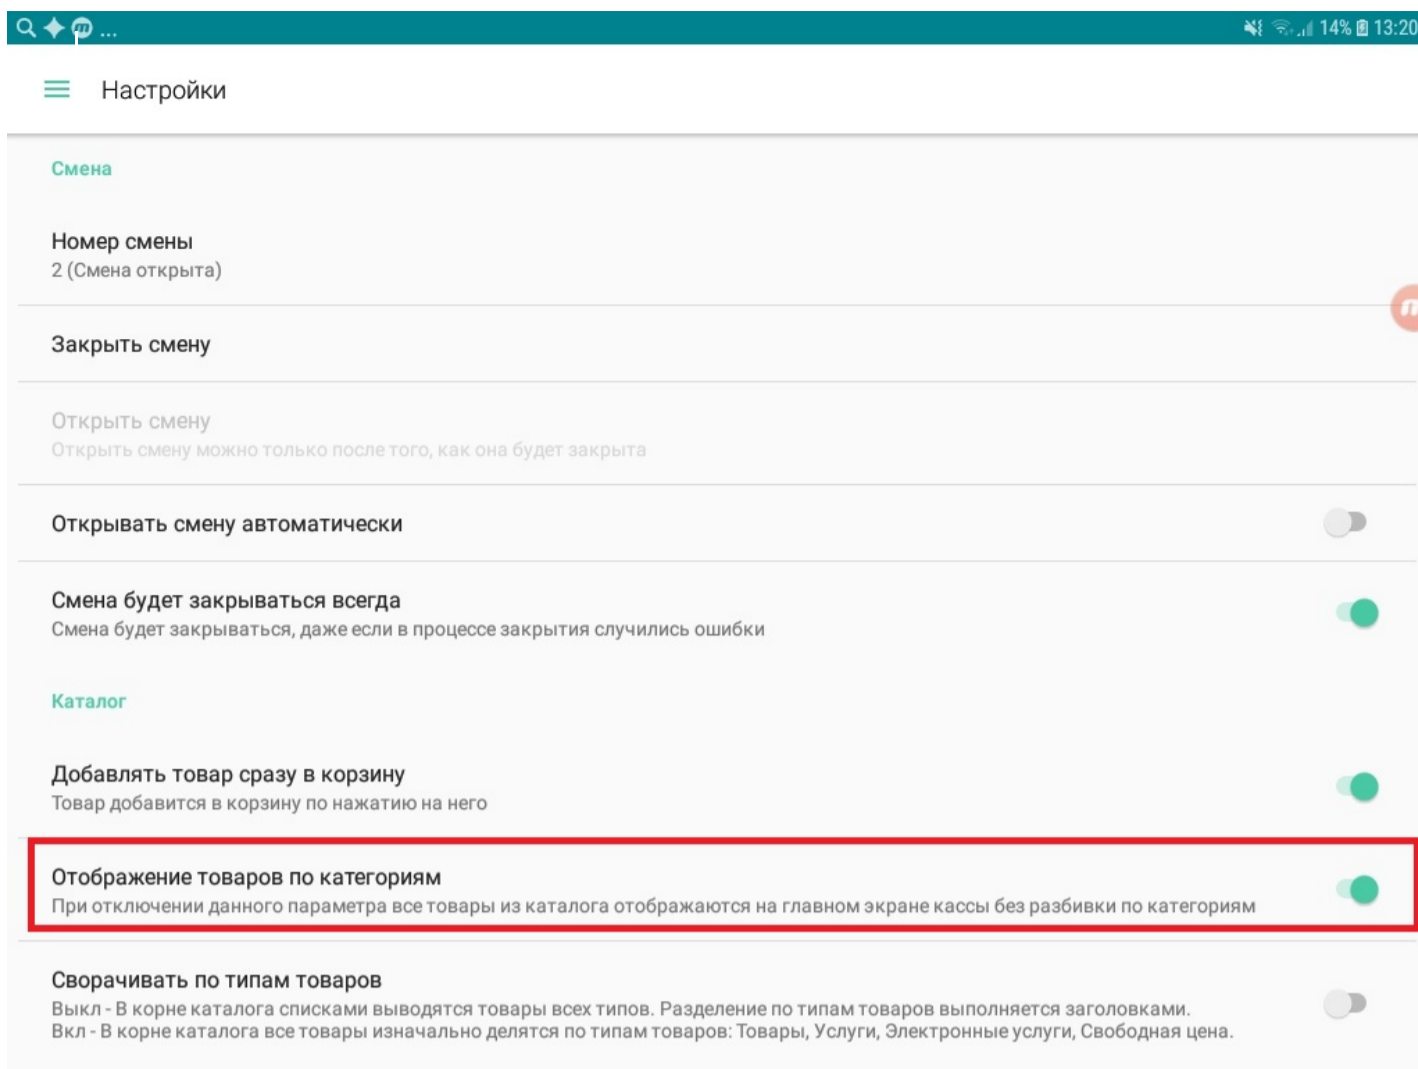 ... 14% 13:20
Настройки
Смена
Номер смены
2 (Смена открыта)
Закрыть смену
Открыть смену
Открыть смену можно только после того, как она будет закрыта
Открывать смену автоматически
Смена будет закрываться всегда
Смена будет закрываться, даже если в процессе закрытия случились ошибки
Каталог
Добавлять товар сразу в корзину
Товар добавится в корзину по нажатию на него
Отображение товаров по категориям
При отключении данного параметра все товары из каталога отображаются на главном экране кассы без разбивки по категориям
Сворачивать по типам товаров
Выкл - В корне каталога списками выводятся товары всех типов. Разделение по типам товаров выполняется заголовками.
Вкл - В корне каталога все товары изначально делятся по типам товаров: Товары, Услуги, Электронные услуги, Свободная цена.